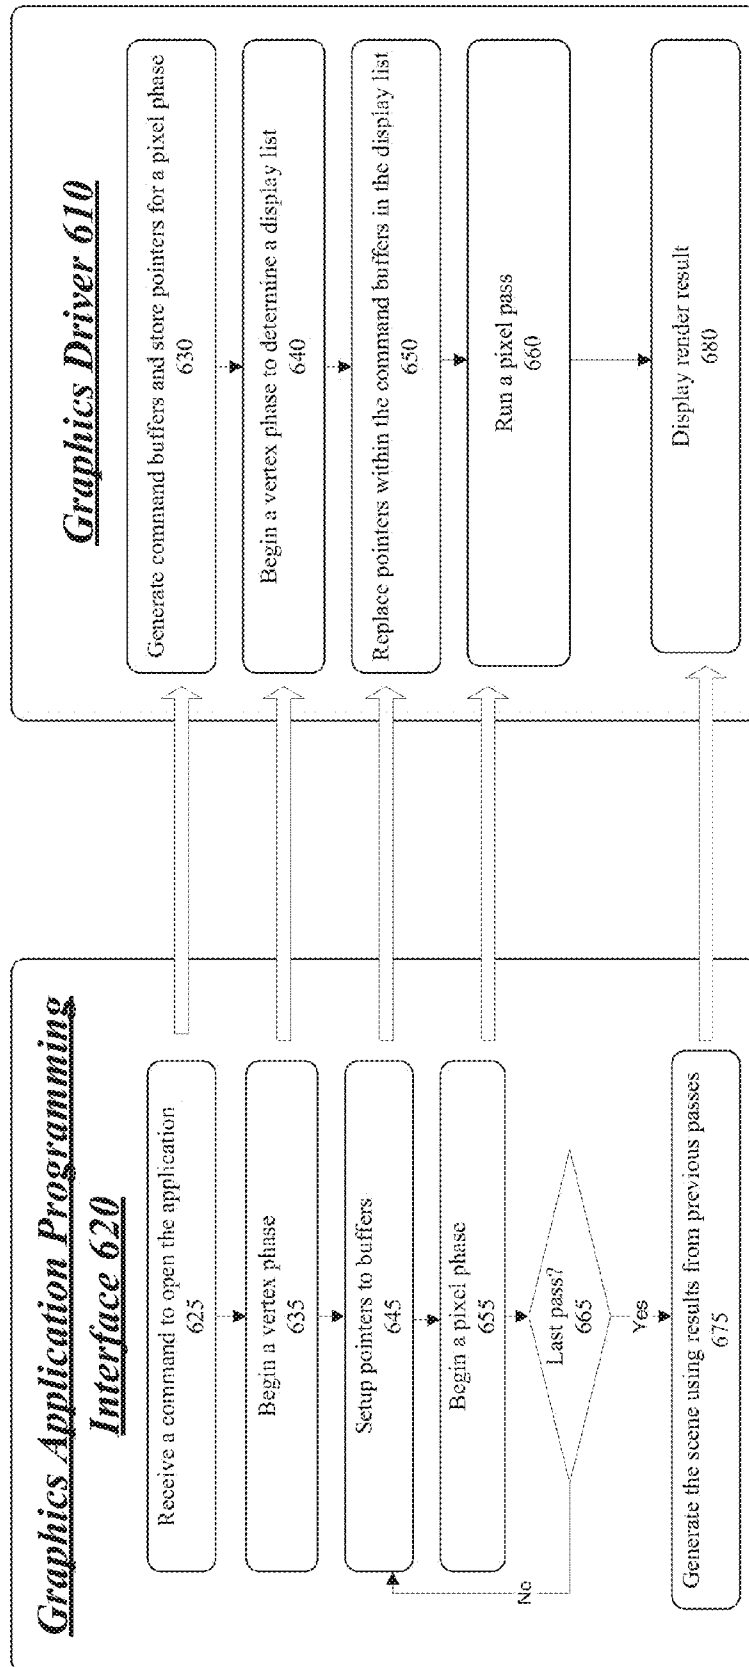 Graphics Application Programming
Interface 620
Receive a command to open the application
625
Begin a vertex phase
635
Setup pointers to buffers
645
Begin a pixel phase
655
Last pass?
665
No
Yes
Generate the scene using results from previous passes
675
Graphics Driver 610
Generate command buffers and store pointers for a pixel phase
630
Begin a vertex phase to determine a display list
640
Replace pointers within the command buffers in the display list
650
Run a pixel pass
660
Display render result
680